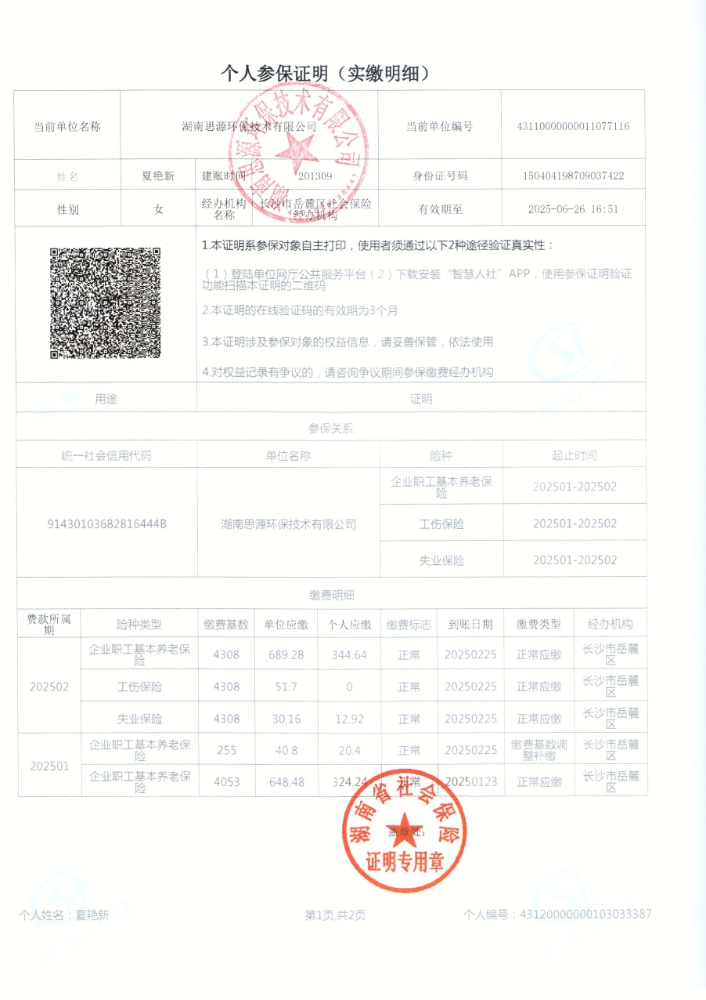 个人参保证明（实缴明细）
当前单位名称 湖南思源环保技术有限公司 当前单位编号 43110000000011077116
姓名 夏艳新 建账时间 201309 身份证号码 150404198709037422
性别 女 经办机构名称 长沙市岳麓区社会保险经办机构 有效期至 2025-06-26 16:51
1.本证明系参保对象自主打印，使用者须通过以下2种途径验证真实性：
（1）登陆单位网厅公共服务平台（2）下载安装“智慧人社”APP，使用参保证明验证
功能扫描本证明的二维码
2.本证明的在线验证码的有效期为3个月
3.本证明涉及参保对象的权益信息，请妥善保管，依法使用
4.对权益记录有争议的，请咨询争议期间参保缴费经办机构
用途 证明
参保关系
统一社会信用代码 单位名称 险种 起止时间
91430103682816444B 湖南思源环保技术有限公司 企业职工基本养老保险 202501-202502
工伤保险 202501-202502
失业保险 202501-202502
缴费明细
费款所属期 险种类型 缴费基数 单位应缴 个人应缴 缴费标志 到账日期 缴费类型 经办机构
202502 企业职工基本养老保险 4308 689.28 344.64 正常 20250225 正常应缴 长沙市岳麓区
工伤保险 4308 51.7 0 正常 20250225 正常应缴 长沙市岳麓区
失业保险 4308 30.16 12.92 正常 20250225 正常应缴 长沙市岳麓区
202501 企业职工基本养老保险 255 40.8 20.4 正常 20250225 缴费基数调整补缴 长沙市岳麓区
企业职工基本养老保险 4053 648.48 324.24 正常 20250123 正常应缴 长沙市岳麓区
湖南思源环保技术有限公司
湖南省社会保险
盖章处：
证明专用章
个人姓名：夏艳新 第1页,共2页 个人编号：43120000000103033387